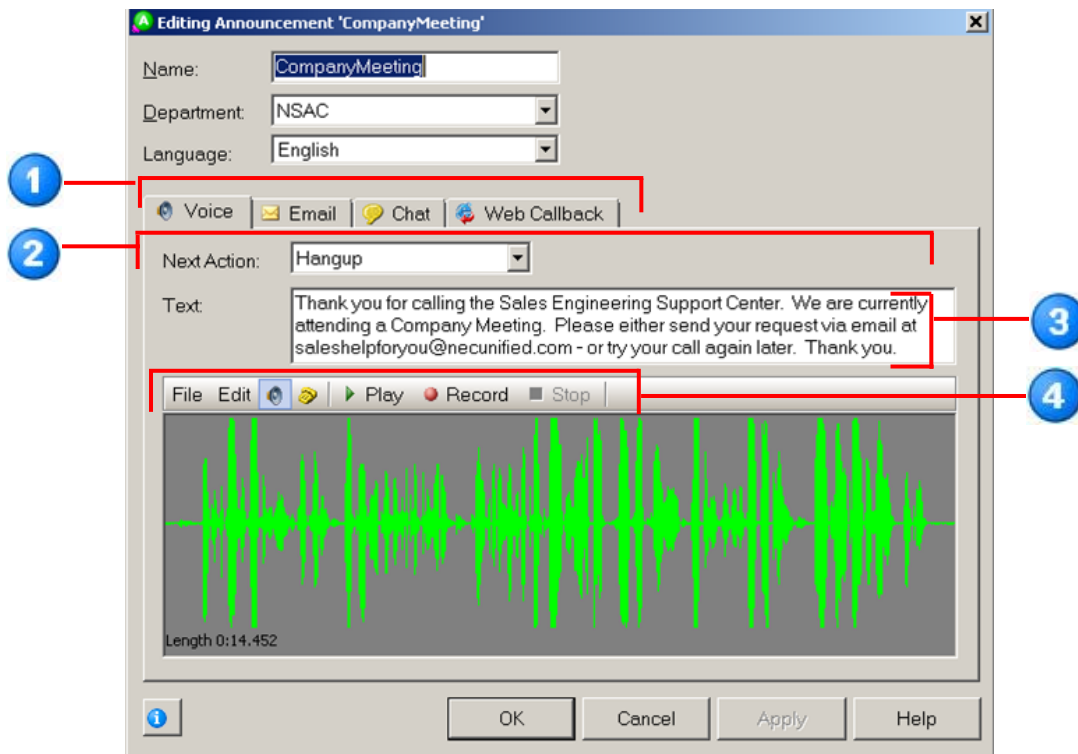 Editing Announcement 'CompanyMeeting'
Name: CompanyMeeting
Department: NSAC
Language: English
1
Voice Email Chat Web Callback
2
Next Action: Hangup
Text: Thank you for calling the Sales Engineering Support Center. We are currently
attending a Company Meeting. Please either send your request via email at
saleshelpforyou@necunified.com - or try your call again later. Thank you.
3
File Edit Play Record Stop
4
Length 0:14.452
OK Cancel Apply Help